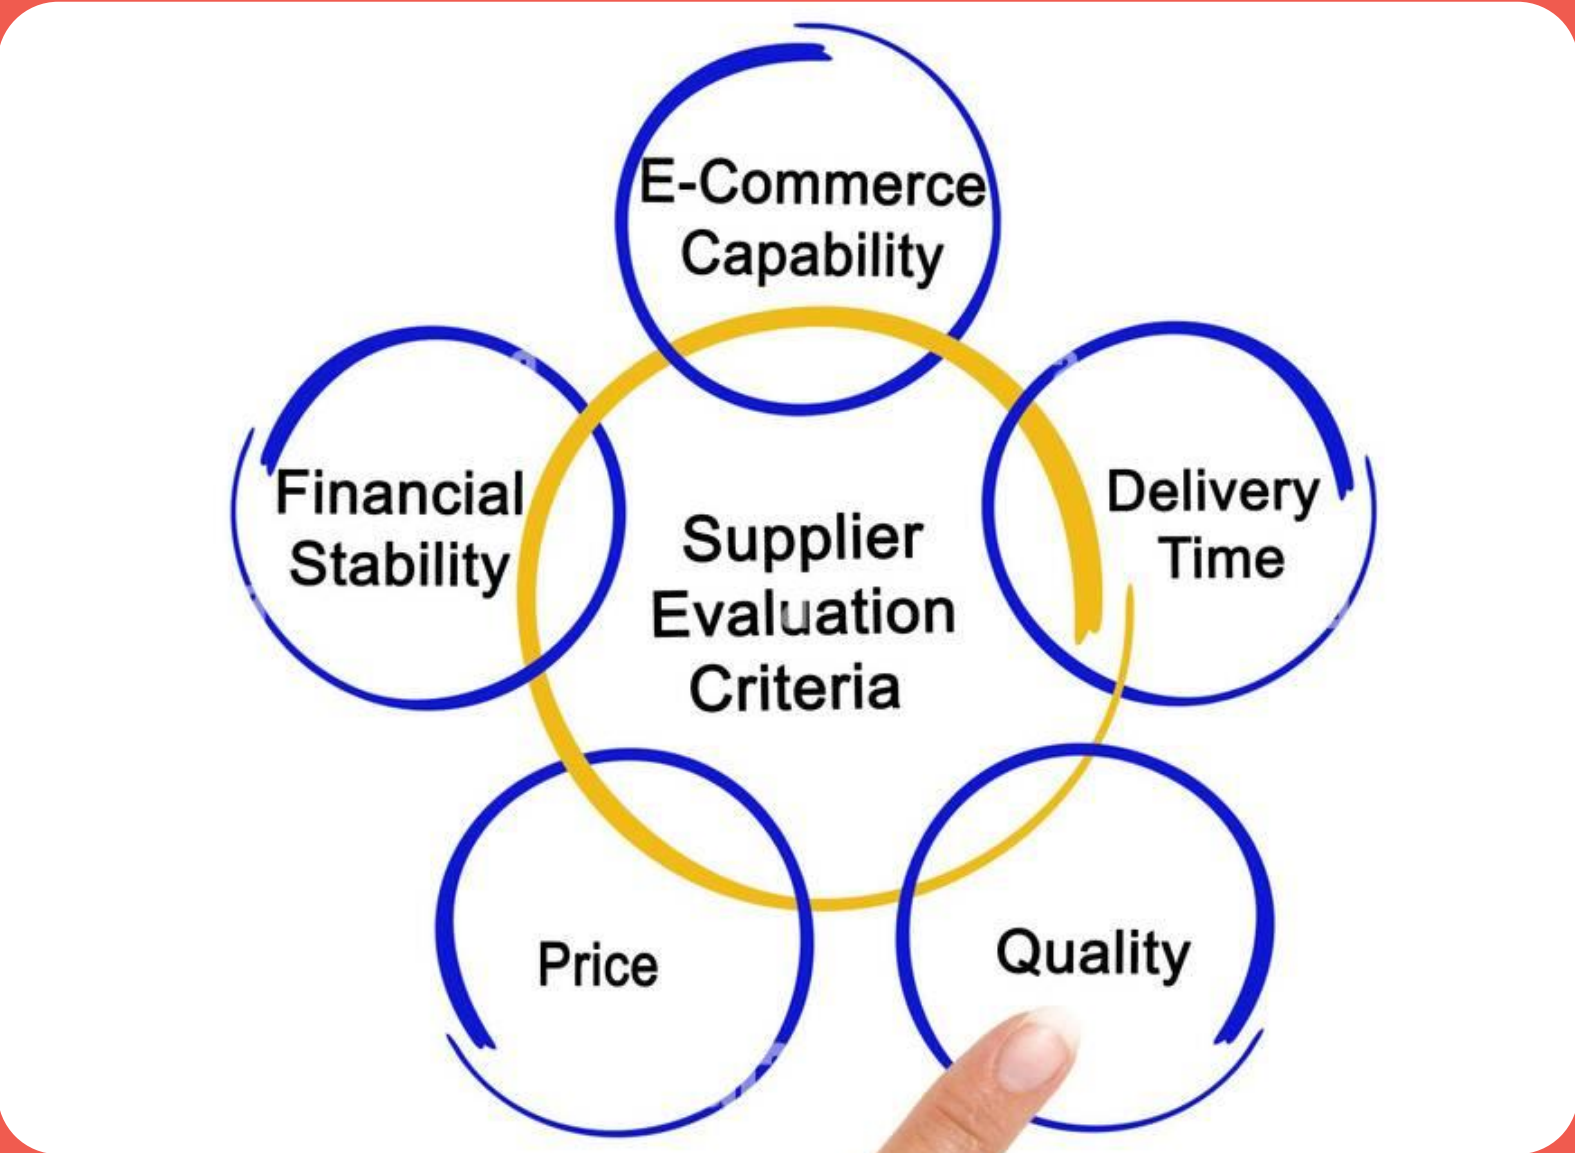 E-Commerce
Capability
Financial
Stability
Supplier
Evaluation
Criteria
Delivery
Time
Price
Quality